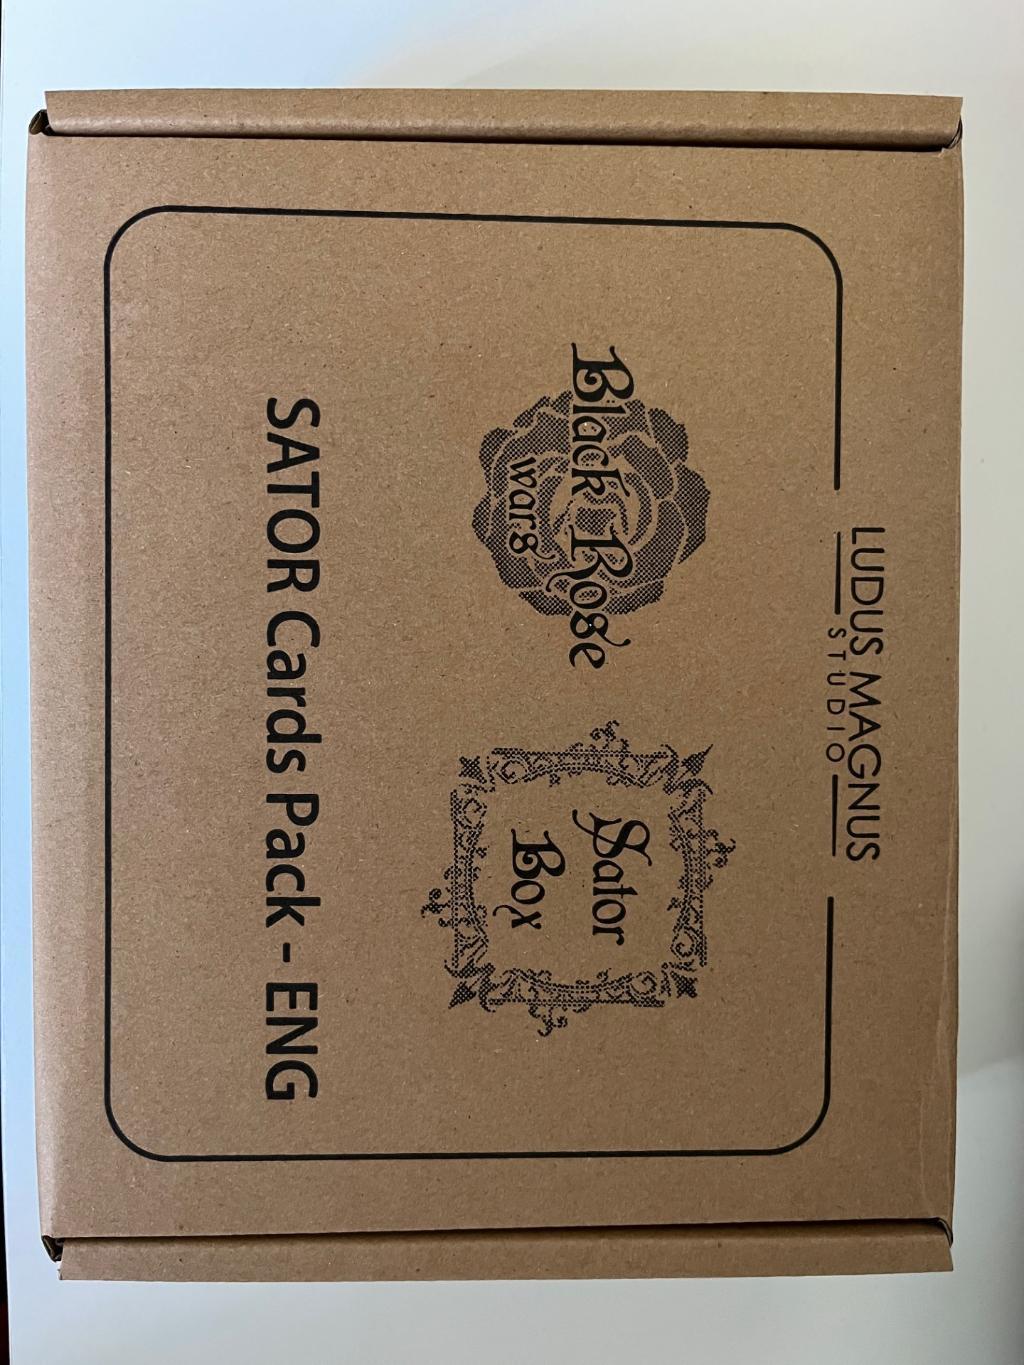 LUDUS MAGNUS
STUDIO
Black Rose
wars
Sator
Box
SATOR Cards Pack - ENG